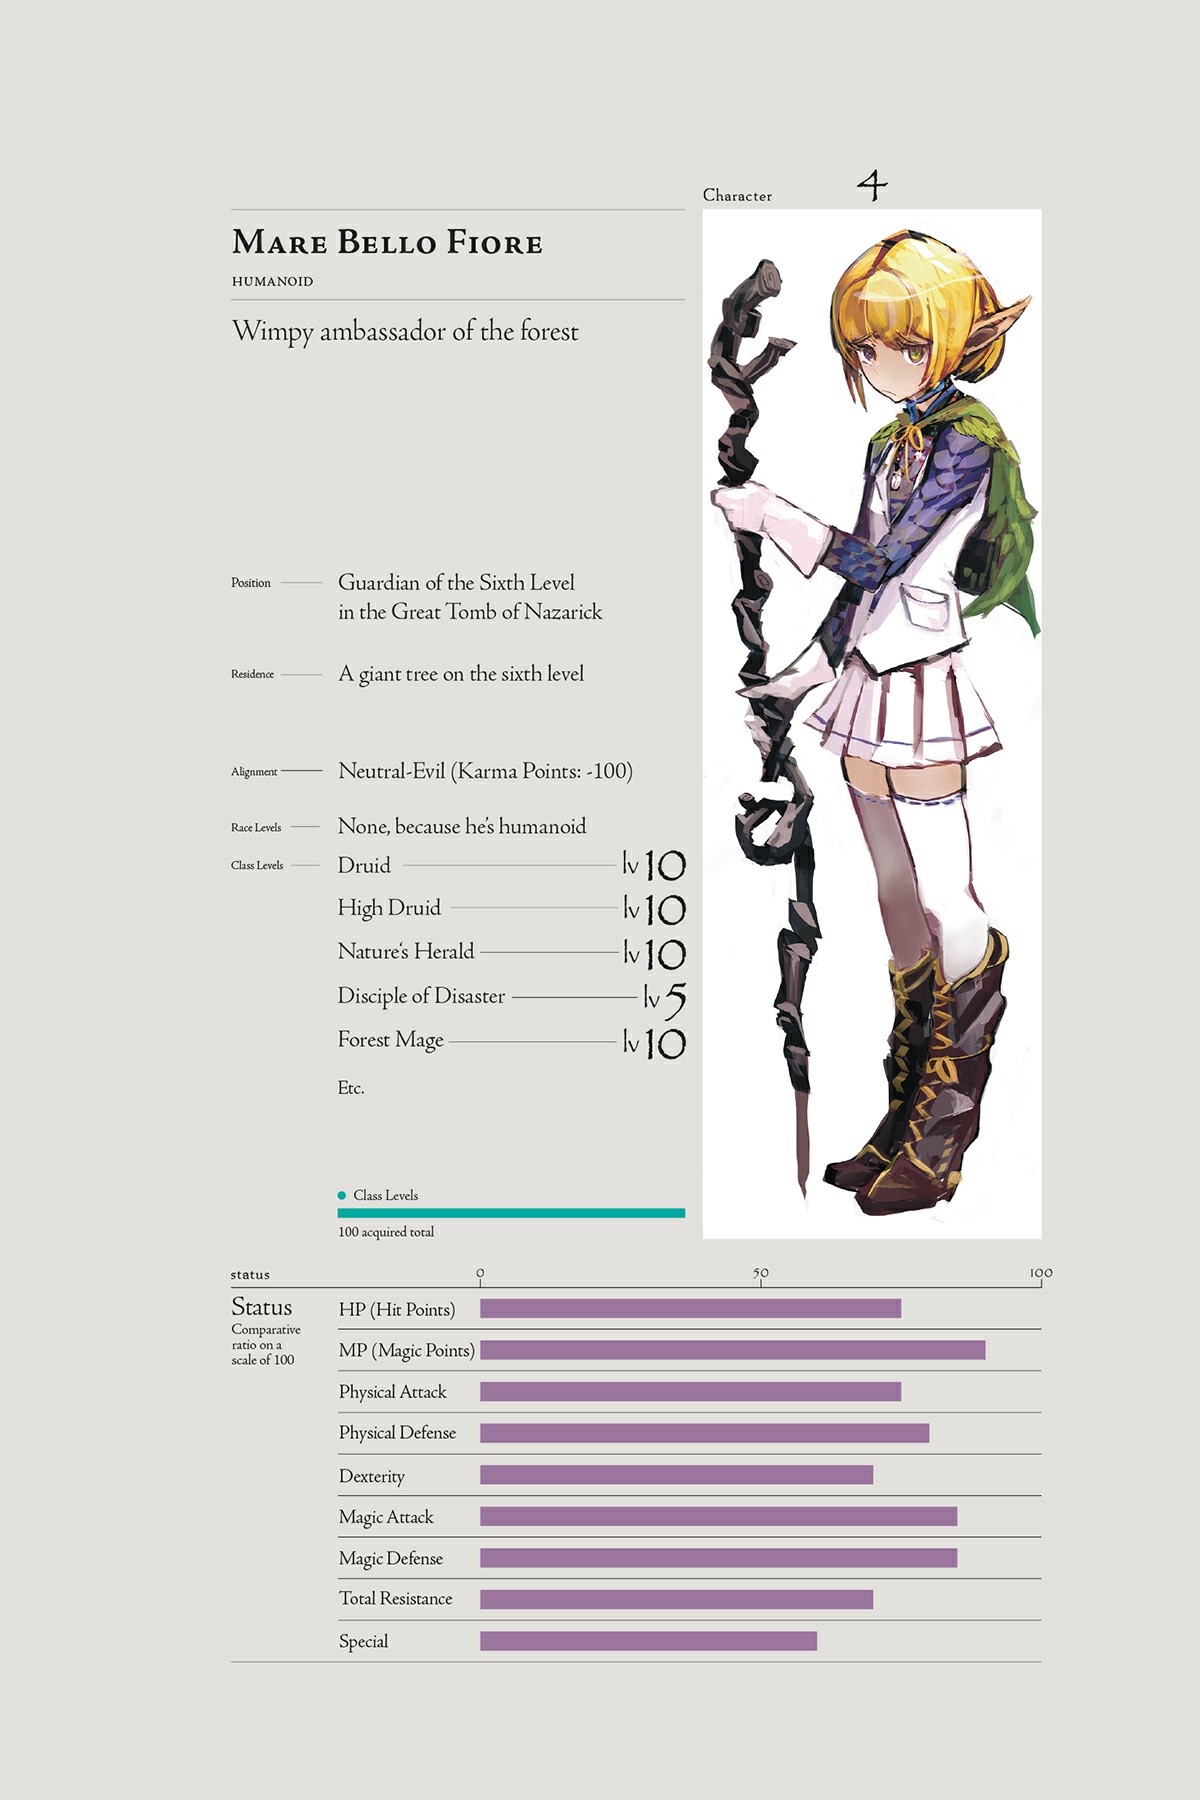 Character 4
Mare Bello Fiore
HUMANOID
Wimpy ambassador of the forest
Position Guardian of the Sixth Level
in the Great Tomb of Nazarick
Residence A giant tree on the sixth level
Alignment Neutral-Evil (Karma Points: -100)
Race Levels None, because he's humanoid
Class Levels Druid lv 10
High Druid lv 10
Nature‘s Herald lv 10
Disciple of Disaster lv 5
Forest Mage lv 10
Etc.
Class Levels
100 acquired total
status 0 50 100
Status
Comparative
ratio on a
scale of 100
HP (Hit Points)
MP (Magic Points)
Physical Attack
Physical Defense
Dexterity
Magic Attack
Magic Defense
Total Resistance
Special